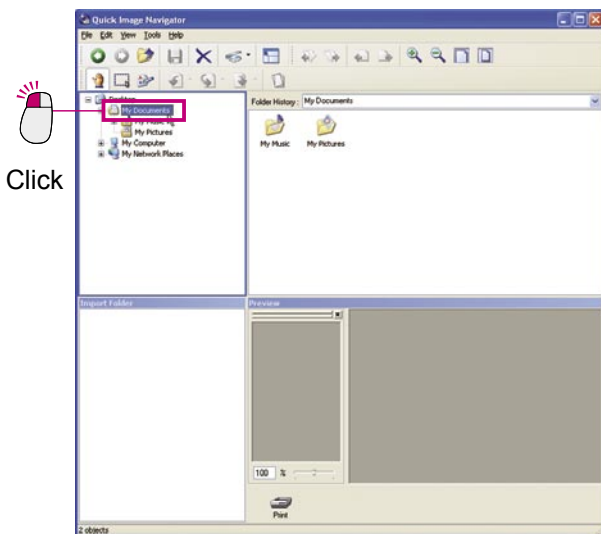 Quick Image Navigator
File Edit View Tools Help
Desktop
My Documents
My Music
My Pictures
My Computer
My Network Places
Folder History: My Documents
My Music My Pictures
Click
Import Folder
Preview
100 %
Print
2 objects